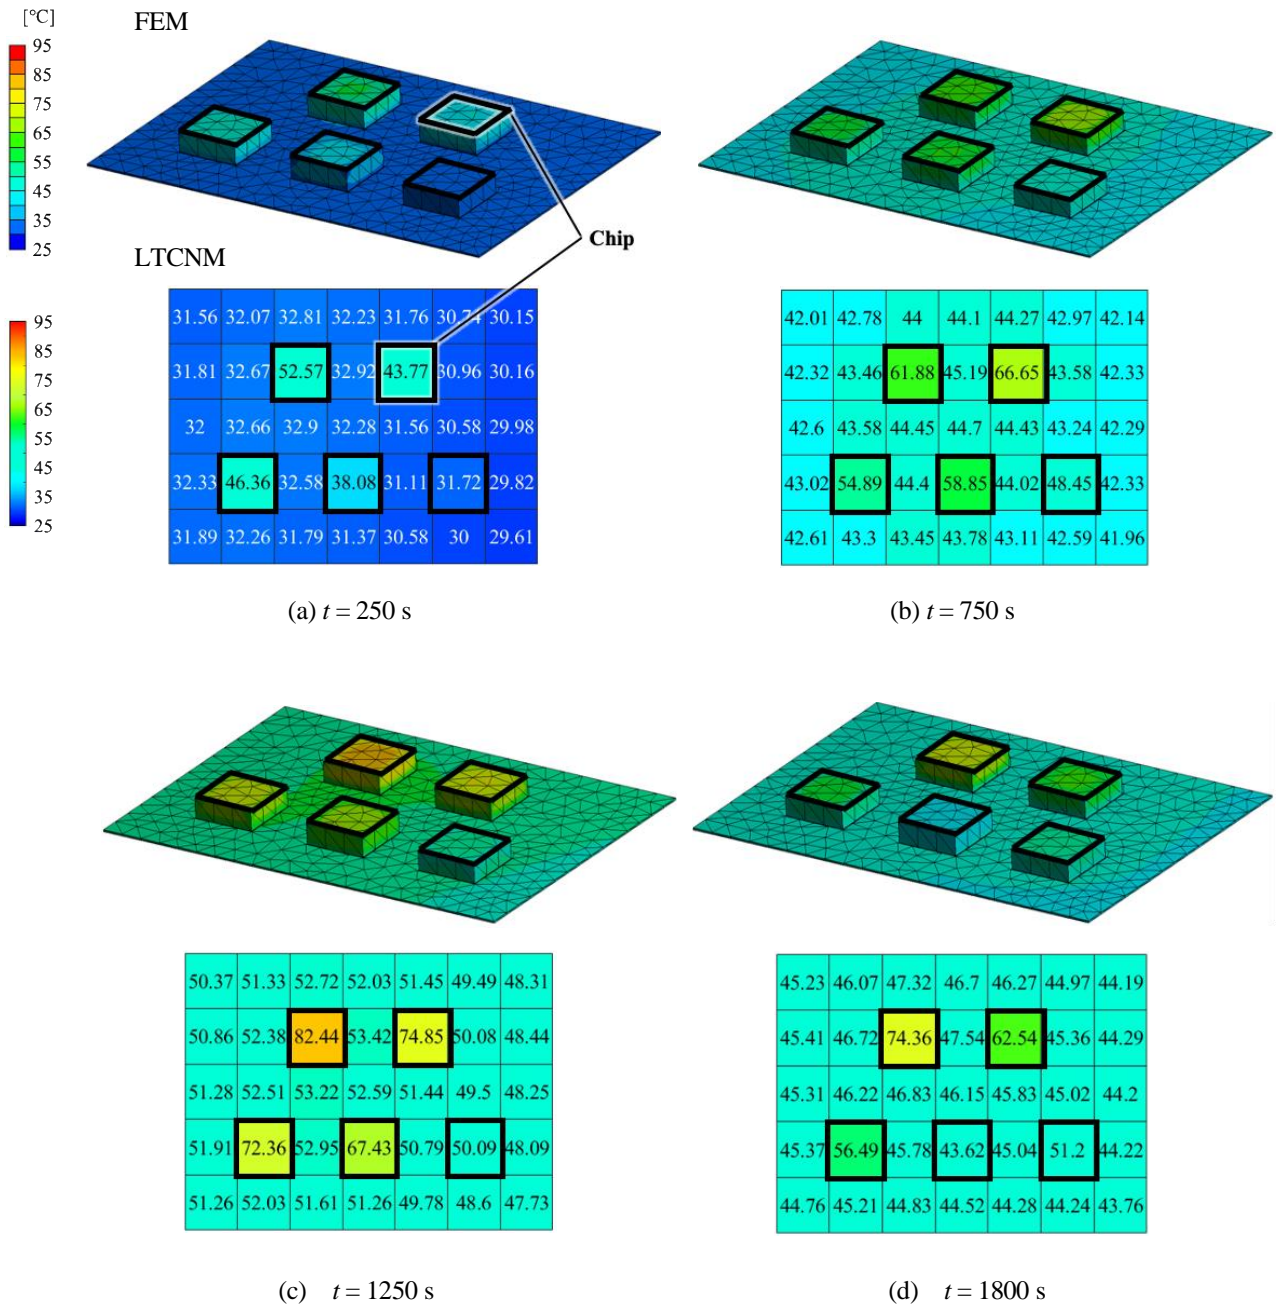 [°C]
FEM
95
85
75
65
55
45
35
25
Chip
LTCNM
95
85
75
65
55
45
35
25
31.56 32.07 32.81 32.23 31.76 30.74 30.15
31.81 32.67 52.57 32.92 43.77 30.96 30.16
32 32.66 32.9 32.28 31.56 30.58 29.98
32.33 46.36 32.58 38.08 31.11 31.72 29.82
31.89 32.26 31.79 31.37 30.58 30 29.61
42.01 42.78 44 44.1 44.27 42.97 42.14
42.32 43.46 61.88 45.19 66.65 43.58 42.33
42.6 43.58 44.45 44.7 44.43 43.24 42.29
43.02 54.89 44.4 58.85 44.02 48.45 42.33
42.61 43.3 43.45 43.78 43.11 42.59 41.96
(a) t = 250 s
(b) t = 750 s
50.37 51.33 52.72 52.03 51.45 49.49 48.31
50.86 52.38 82.44 53.42 74.85 50.08 48.44
51.28 52.51 53.22 52.59 51.44 49.5 48.25
51.91 72.36 52.95 67.43 50.79 50.09 48.09
51.26 52.03 51.61 51.26 49.78 48.6 47.73
45.23 46.07 47.32 46.7 46.27 44.97 44.19
45.41 46.72 74.36 47.54 62.54 45.36 44.29
45.31 46.22 46.83 46.15 45.83 45.02 44.2
45.37 56.49 45.78 43.62 45.04 51.2 44.22
44.76 45.21 44.83 44.52 44.28 44.24 43.76
(c) t = 1250 s
(d) t = 1800 s